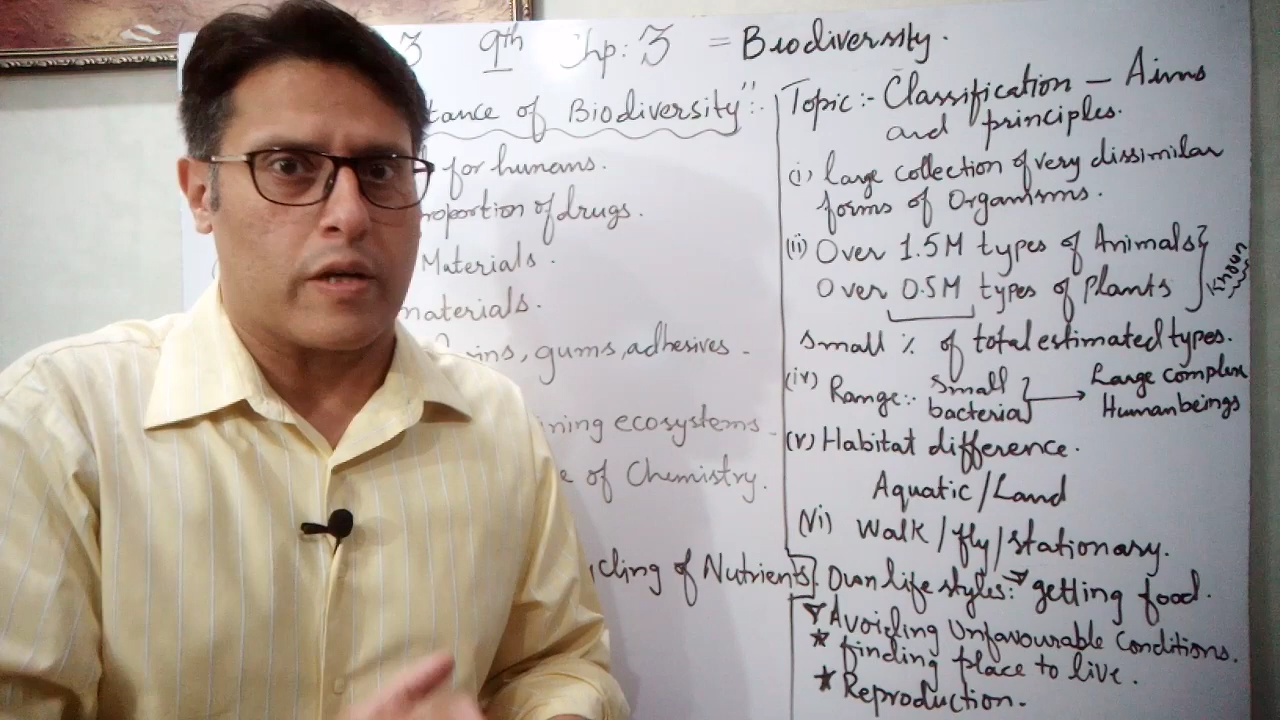 3 9th Chp: 3 = Biodiversity.
tance of Biodiversity":-
for humans.
roportion of drugs.
Materials.
materials.
ins, gums, adhesives -
ining ecosystems -
e of Chemistry.
cling of Nutrients
Topic:- Classification - Aims
and principles.
(i) large collection of very dissimilar
forms of Organisms.
(ii) Over 1.5M types of Animals
Over 0.5M types of Plants
Known
Small % of total estimated types.
(iv) Range:- Small
bacteria
→ Large complex
Human beings
(v) Habitat difference.
Aquatic / Land
(vi) Walk / fly / stationary.
Own life styles:- getting food.
Avoiding Unfavourable Conditions.
* finding place to live.
* Reproduction.